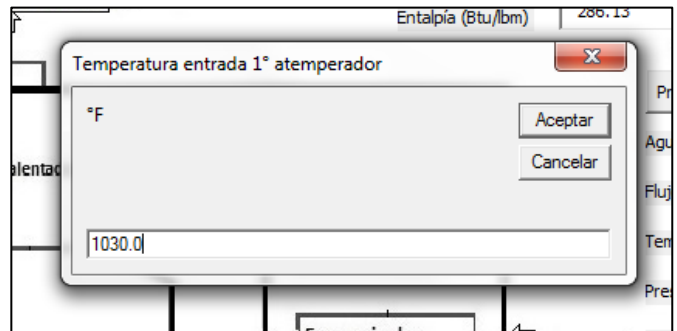 Entalpía (Btu/lbm) 286.13
Temperatura entrada 1° atemperador
°F
Aceptar
Cancelar
1030.0